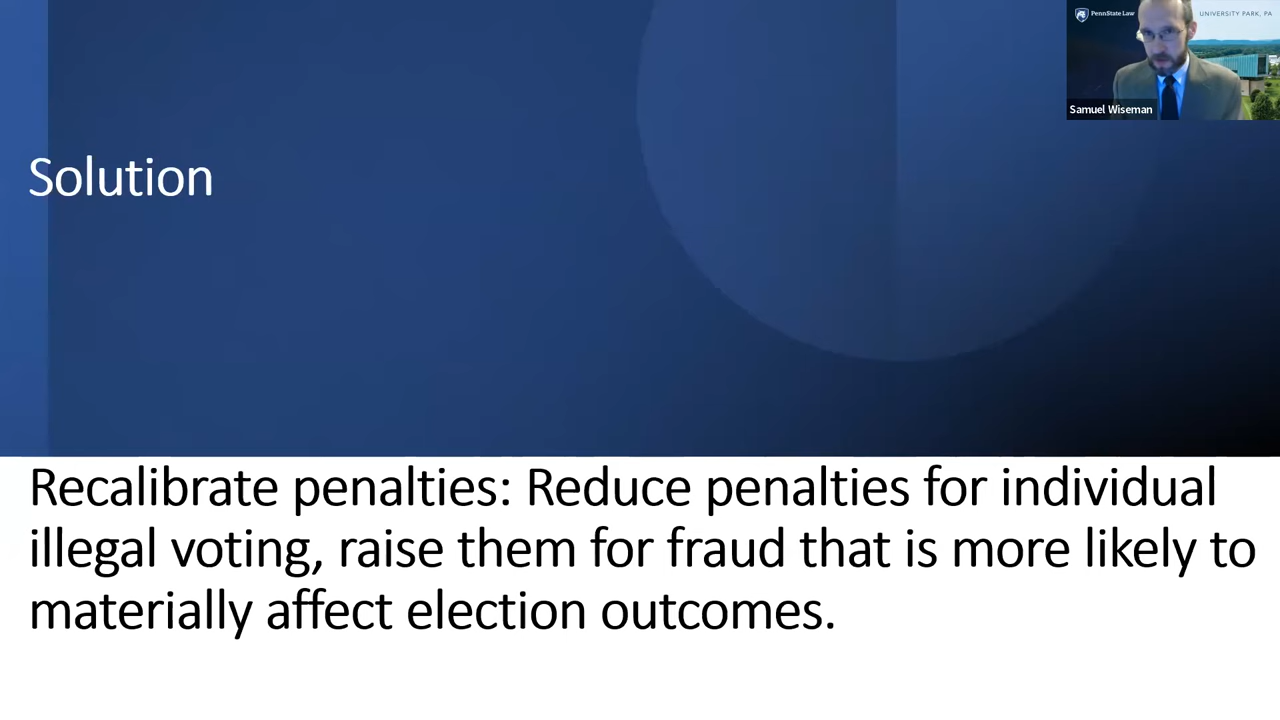 PennState Law
UNIVERSITY PARK, PA
Samuel Wiseman
Solution
Recalibrate penalties: Reduce penalties for individual
illegal voting, raise them for fraud that is more likely to
materially affect election outcomes.